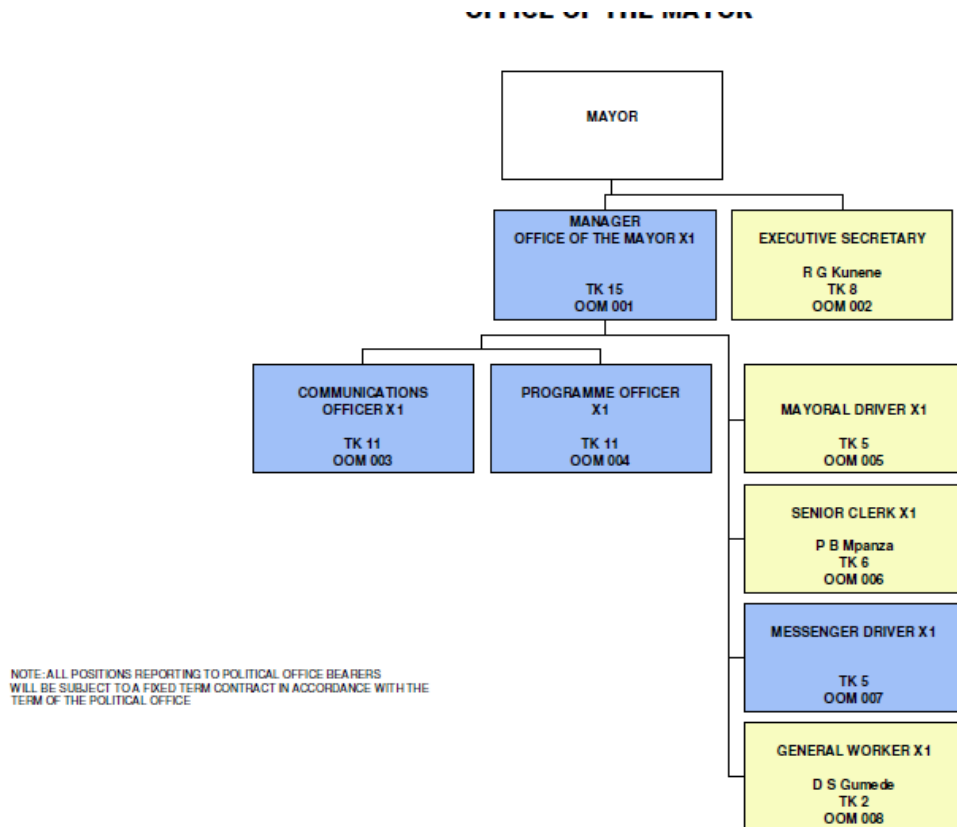 OFFICE OF THE MAYOR
MAYOR
MANAGER
OFFICE OF THE MAYOR X1
TK 15
OOM 001
EXECUTIVE SECRETARY
R G Kunene
TK 8
OOM 002
COMMUNICATIONS
OFFICER X1
TK 11
OOM 003
PROGRAMME OFFICER
X1
TK 11
OOM 004
MAYORAL DRIVER X1
TK 5
OOM 005
SENIOR CLERK X1
P B Mpanza
TK 6
OOM 006
MESSENGER DRIVER X1
TK 5
OOM 007
GENERAL WORKER X1
D S Gumede
TK 2
OOM 008
NOTE: ALL POSITIONS REPORTING TO POLITICAL OFFICE BEARERS
WILL BE SUBJECT TO A FIXED TERM CONTRACT IN ACCORDANCE WITH THE
TERM OF THE POLITICAL OFFICE